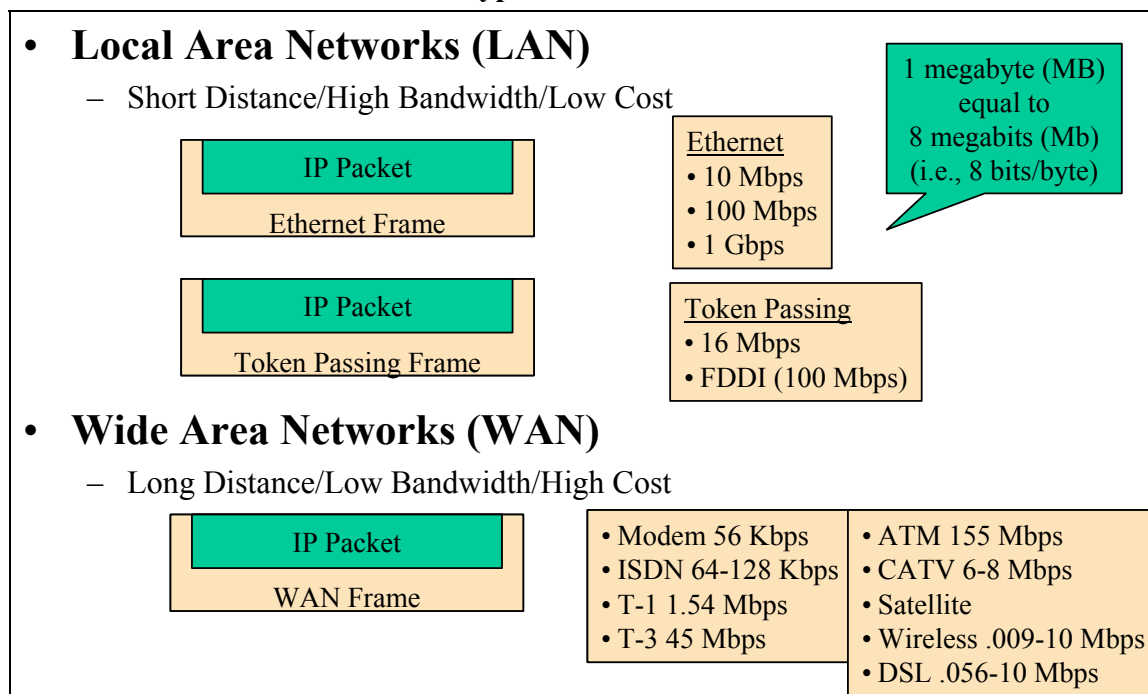 • Local Area Networks (LAN)
– Short Distance/High Bandwidth/Low Cost
IP Packet
Ethernet Frame
Ethernet
• 10 Mbps
• 100 Mbps
• 1 Gbps
1 megabyte (MB)
equal to
8 megabits (Mb)
(i.e., 8 bits/byte)
IP Packet
Token Passing Frame
Token Passing
• 16 Mbps
• FDDI (100 Mbps)
• Wide Area Networks (WAN)
– Long Distance/Low Bandwidth/High Cost
IP Packet
WAN Frame
• Modem 56 Kbps
• ISDN 64-128 Kbps
• T-1 1.54 Mbps
• T-3 45 Mbps
• ATM 155 Mbps
• CATV 6-8 Mbps
• Satellite
• Wireless .009-10 Mbps
• DSL .056-10 Mbps